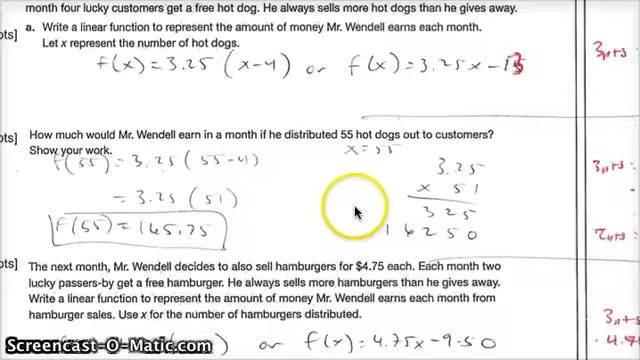 month four lucky customers get a free hot dog. He always sells more hot dogs than he gives away.
ots] a. Write a linear function to represent the amount of money Mr. Wendell earns each month.
Let x represent the number of hot dogs.
f(x) = 3.25 (x-4) or f(x) = 3.25x - 13
3pts
ots] How much would Mr. Wendell earn in a month if he distributed 55 hot dogs out to customers?
Show your work.
x = 55
f(55) = 3.25 (55-4)
3.25
3pts
= 3.25 (51)
x 51
325
f(55) = 165.75
16250
2pts
ots] The next month, Mr. Wendell decides to also sell hamburgers for $4.75 each. Each month two
lucky passers-by get a free hamburger. He always sells more hamburgers than he gives away.
Write a linear function to represent the amount of money Mr. Wendell earns each month from
hamburger sales. Use x for the number of hamburgers distributed.
3pts
or f(x) = 4.75x - 9.50
Screencast-O-Matic.com